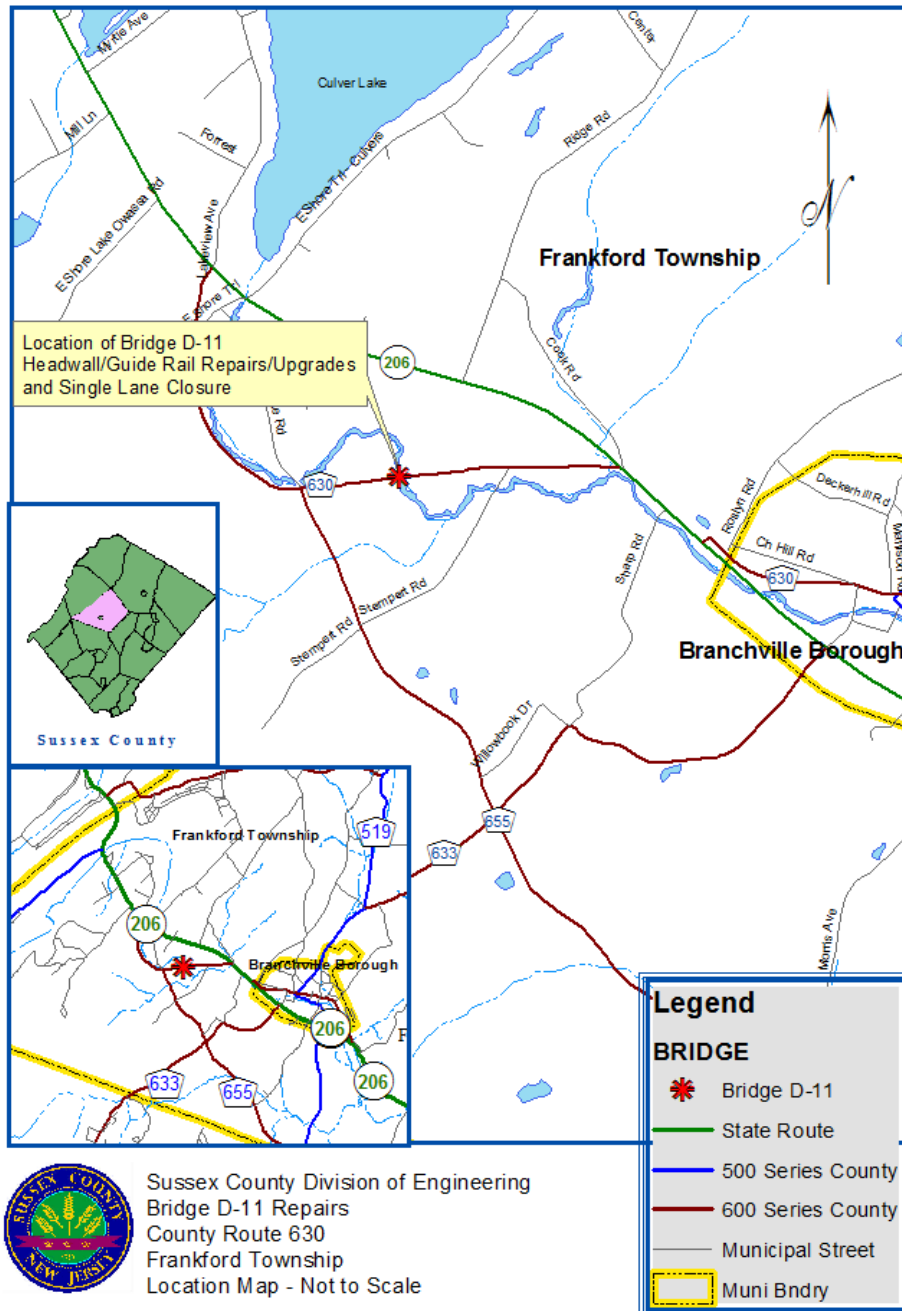 Myrtle Ave
Center
Culver Lake
Mill Ln
Forrest
Ridge Rd
E Shore Trl - Culvers
E Shore Lake Owassa Rd
Lakeview Ave
N
Frankford Township
E Shore Trl
Location of Bridge D-11
Headwall/Guide Rail Repairs/Upgrades
and Single Lane Closure
206
Cook Rd
Rd
630
Roslyn Rd
Deckerhill Rd
Ch Hill Rd
630
Sharp Rd
Stempert Rd
Stempert Rd
Branchville Borough
Willowbook Dr
655
633
Morris Ave
Sussex County
Frankford Township
519
206
Branchville Borough
206
206
633
655
F
Legend
BRIDGE
Bridge D-11
State Route
500 Series County
600 Series County
Municipal Street
Muni Bndry
SUSSEX COUNTY
NEW JERSEY
Sussex County Division of Engineering
Bridge D-11 Repairs
County Route 630
Frankford Township
Location Map - Not to Scale